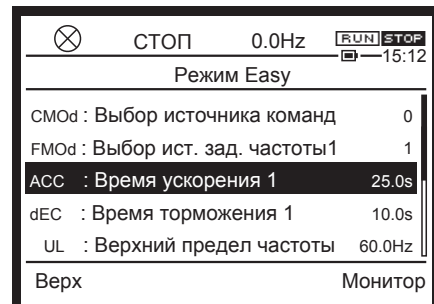 СТОП 0.0Hz RUN STOP
15:12
Режим Easy
CMOd : Выбор источника команд 0
FMOd : Выбор ист. зад. частоты1 1
ACC : Время ускорения 1 25.0s
dEC : Время торможения 1 10.0s
UL : Верхний предел частоты 60.0Hz
Верх Монитор